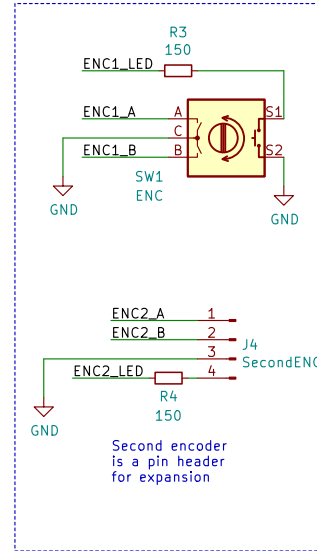 R3
150
ENC1_LED
ENC1_A
A
S1
C
ENC1_B
B
S2
SW1
ENC
GND
GND
ENC2_A
1
ENC2_B
2
J4
3
SecondENC
ENC2_LED
4
R4
150
GND
Second encoder
is a pin header
for expansion